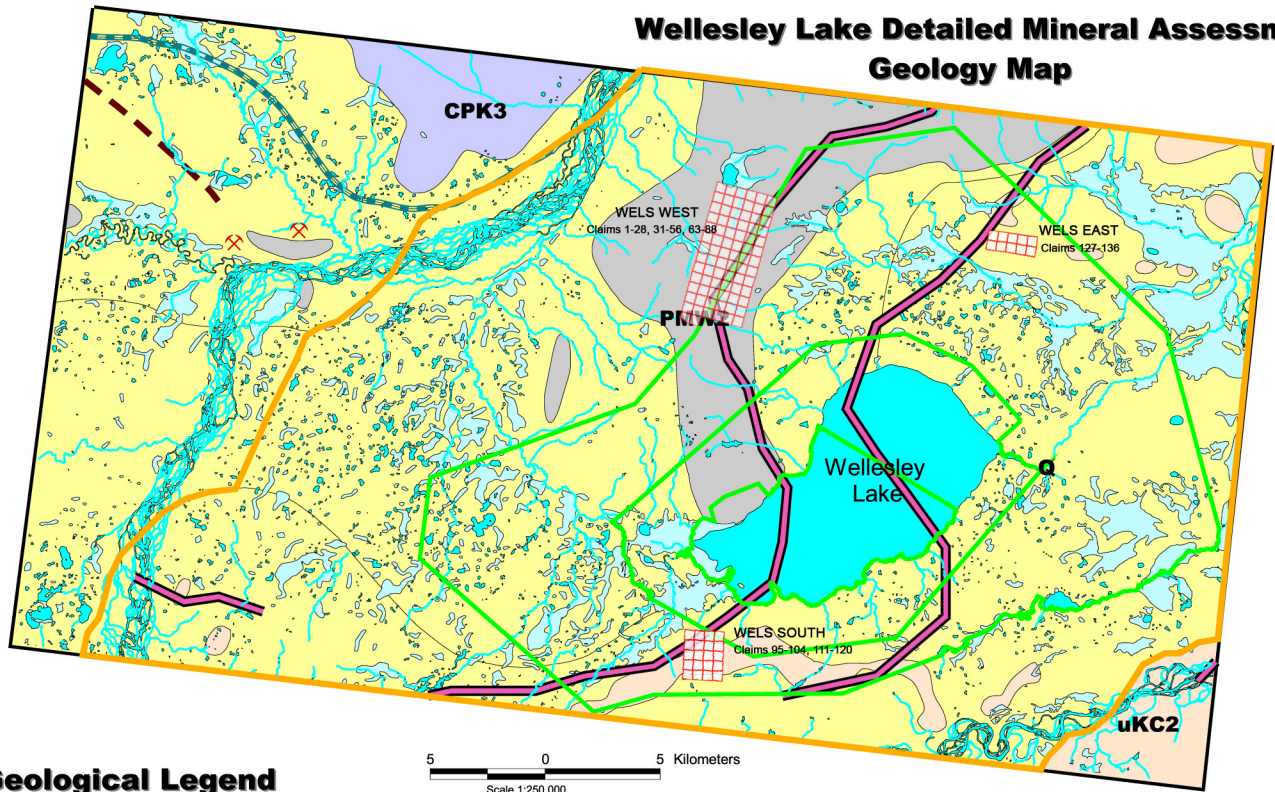 Wellesley Lake Detailed Mineral Assessm
Geology Map
CPK3
WELS WEST
Claims 1-28, 31-56, 63-88
WELS EAST
Claims 127-136
PMW2
Wellesley
Lake
Q
WELS SOUTH
Claims 95-104, 111-120
uKC2
5 0 5 Kilometers
Scale 1:250,000
Geological Legend